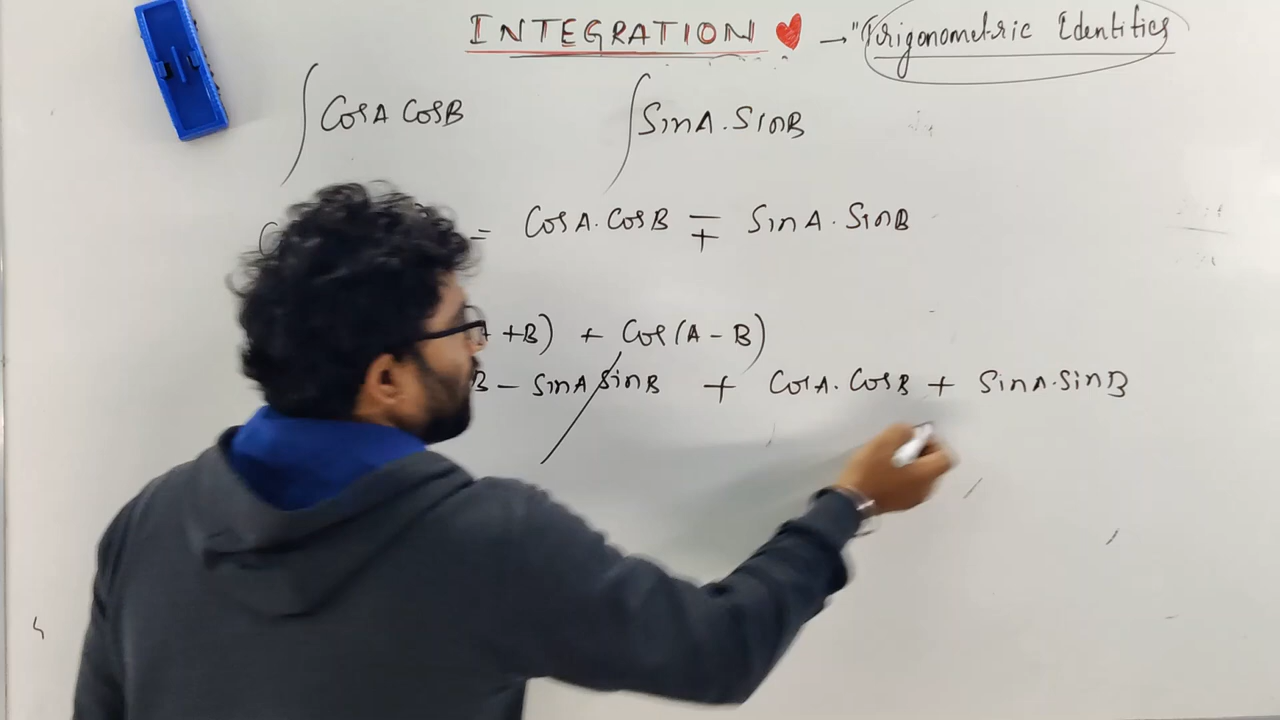 INTEGRATION ❤ → "Trigonometric Identities
∫ CosA CosB ∫ SinA . SinB
= CosA . CosB ∓ SinA . SinB
+B) + Cos(A - B)
B - SinA SinB + CosA . CosB + SinA . SinB